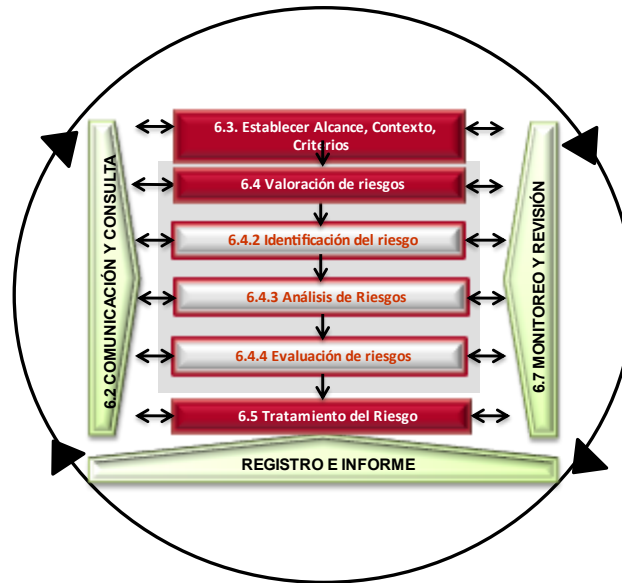 6.3. Establecer Alcance, Contexto,
Criterios
6.4 Valoración de riesgos
6.4.2 Identificación del riesgo
6.4.3 Análisis de Riesgos
6.4.4 Evaluación de riesgos
6.5 Tratamiento del Riesgo
6.2 COMUNICACIÓN Y CONSULTA
6.7 MONITOREO Y REVISIÓN
REGISTRO E INFORME